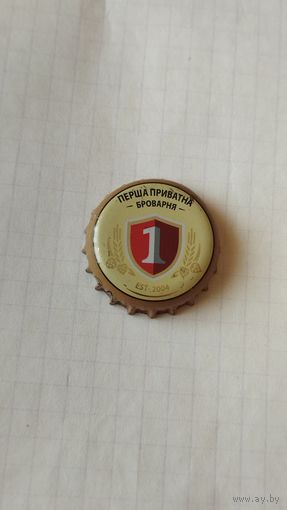 ПЕРША ПРИВАТНА
– БРОВАРНЯ –
1
EST. 2004
www.ay.by